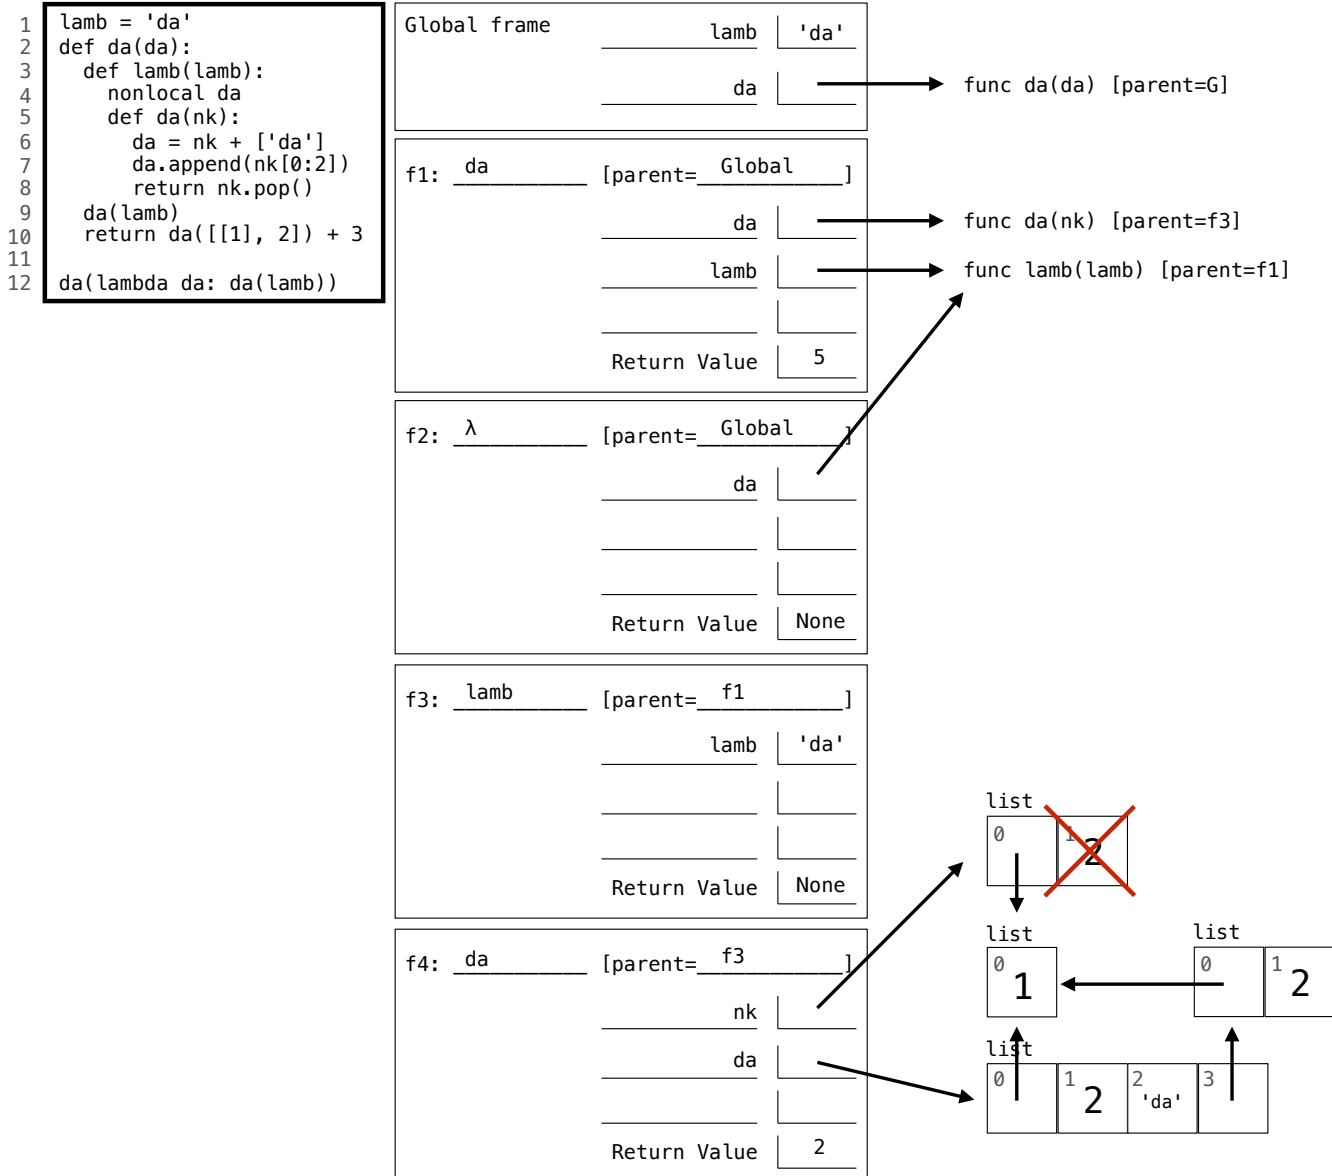 1 lamb = 'da'
2 def da(da):
3   def lamb(lamb):
4     nonlocal da
5     def da(nk):
6       da = nk + ['da']
7       da.append(nk[0:2])
8       return nk.pop()
9   da(lamb)
10   return da([[1], 2]) + 3
11
12 da(lambda da: da(lamb))
Global frame
lamb 'da'
da
func da(da) [parent=G]
f1: da [parent=Global]
da
func da(nk) [parent=f3]
lamb
func lamb(lamb) [parent=f1]
Return Value 5
f2: λ [parent=Global]
da
Return Value None
f3: lamb [parent=f1]
lamb 'da'
Return Value None
f4: da [parent=f3]
nk
da
Return Value 2
list
0 1 2
list
0 1
list
0 1 2
list
0 1 2 2 'da' 3